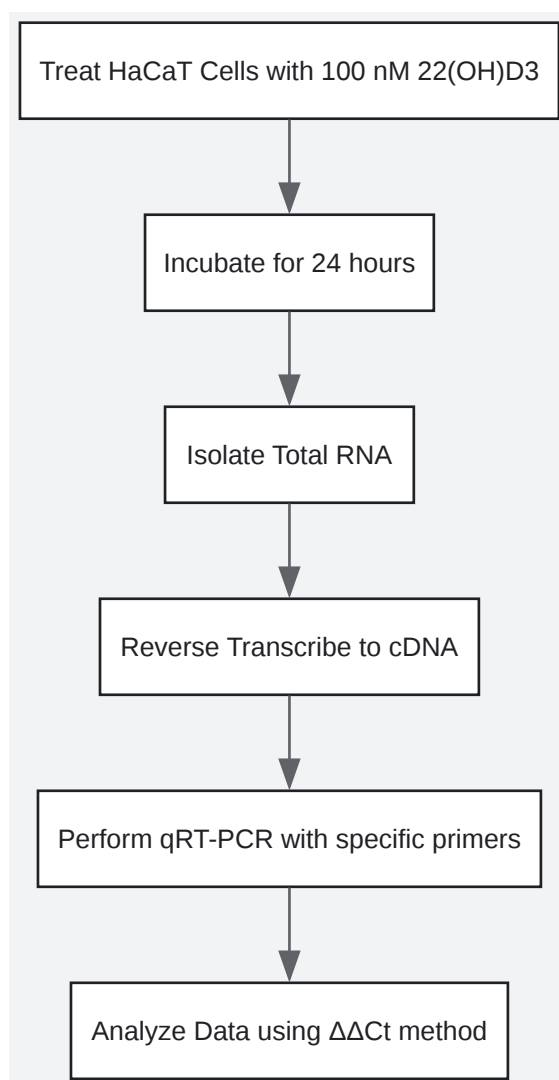 Treat HaCaT Cells with 100 nM 22(OH)D3
Incubate for 24 hours
Isolate Total RNA
Reverse Transcribe to cDNA
Perform qRT-PCR with specific primers
Analyze Data using ΔΔCt method